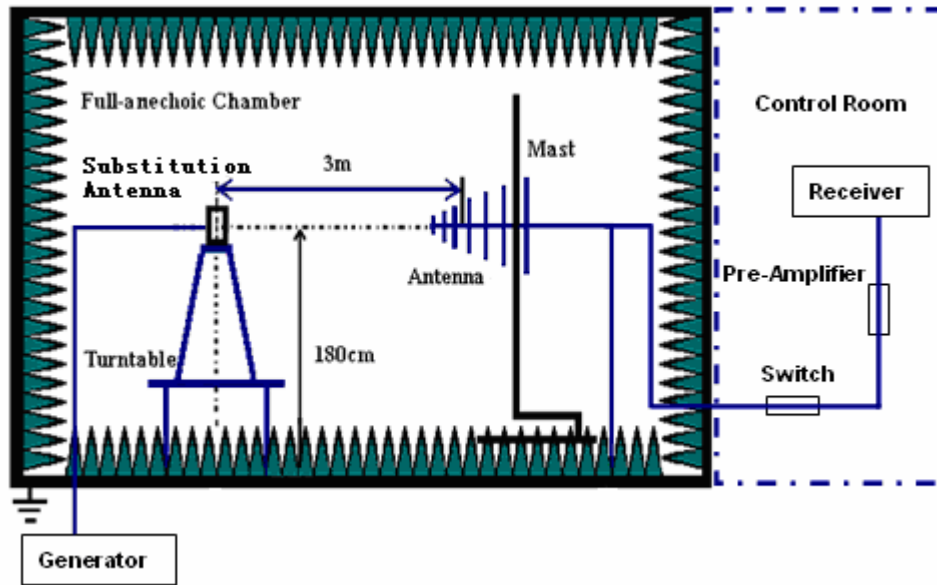 Full-anechoic Chamber
Control Room
Substitution
Antenna
3m
Mast
Receiver
Antenna
Pre-Amplifier
Turntable
180cm
Switch
Generator